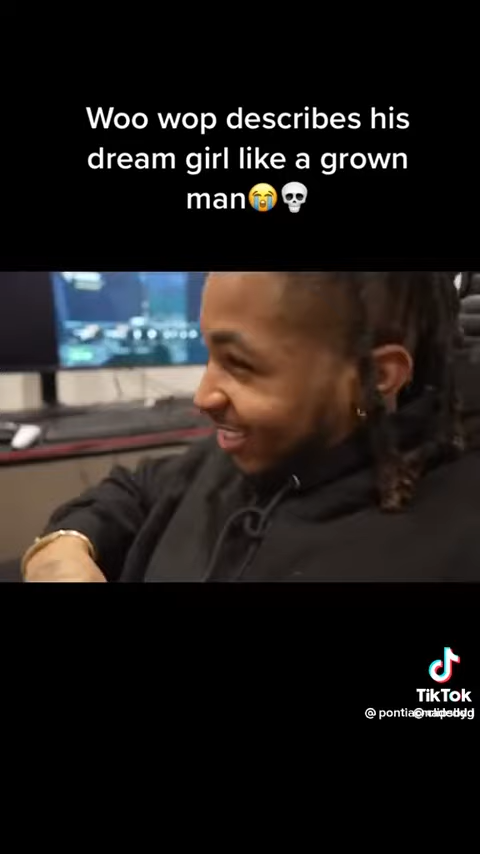 Woo wop describes his
dream girl like a grown
man😭💀
TikTok